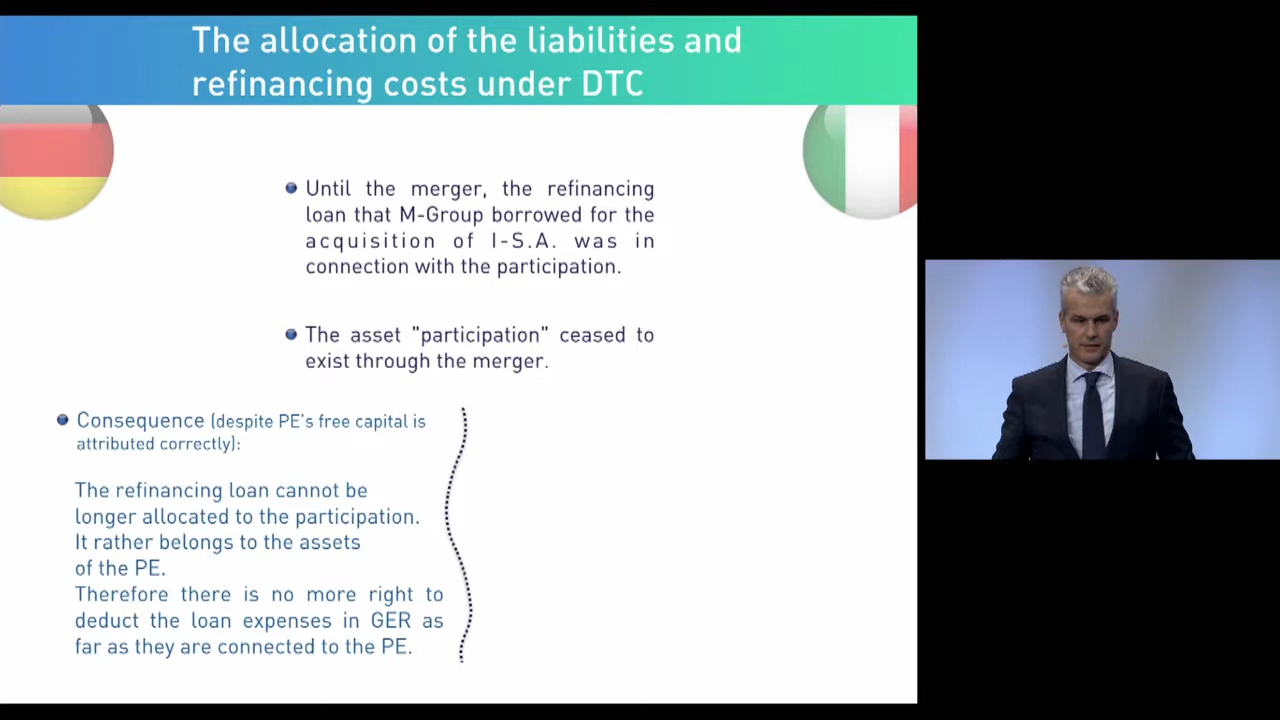 The allocation of the liabilities and
refinancing costs under DTC
Until the merger, the refinancing
loan that M-Group borrowed for the
acquisition of I-S.A. was in
connection with the participation.
The asset "participation" ceased to
exist through the merger.
Consequence (despite PE's free capital is
attributed correctly):
The refinancing loan cannot be
longer allocated to the participation.
It rather belongs to the assets
of the PE.
Therefore there is no more right to
deduct the loan expenses in GER as
far as they are connected to the PE.